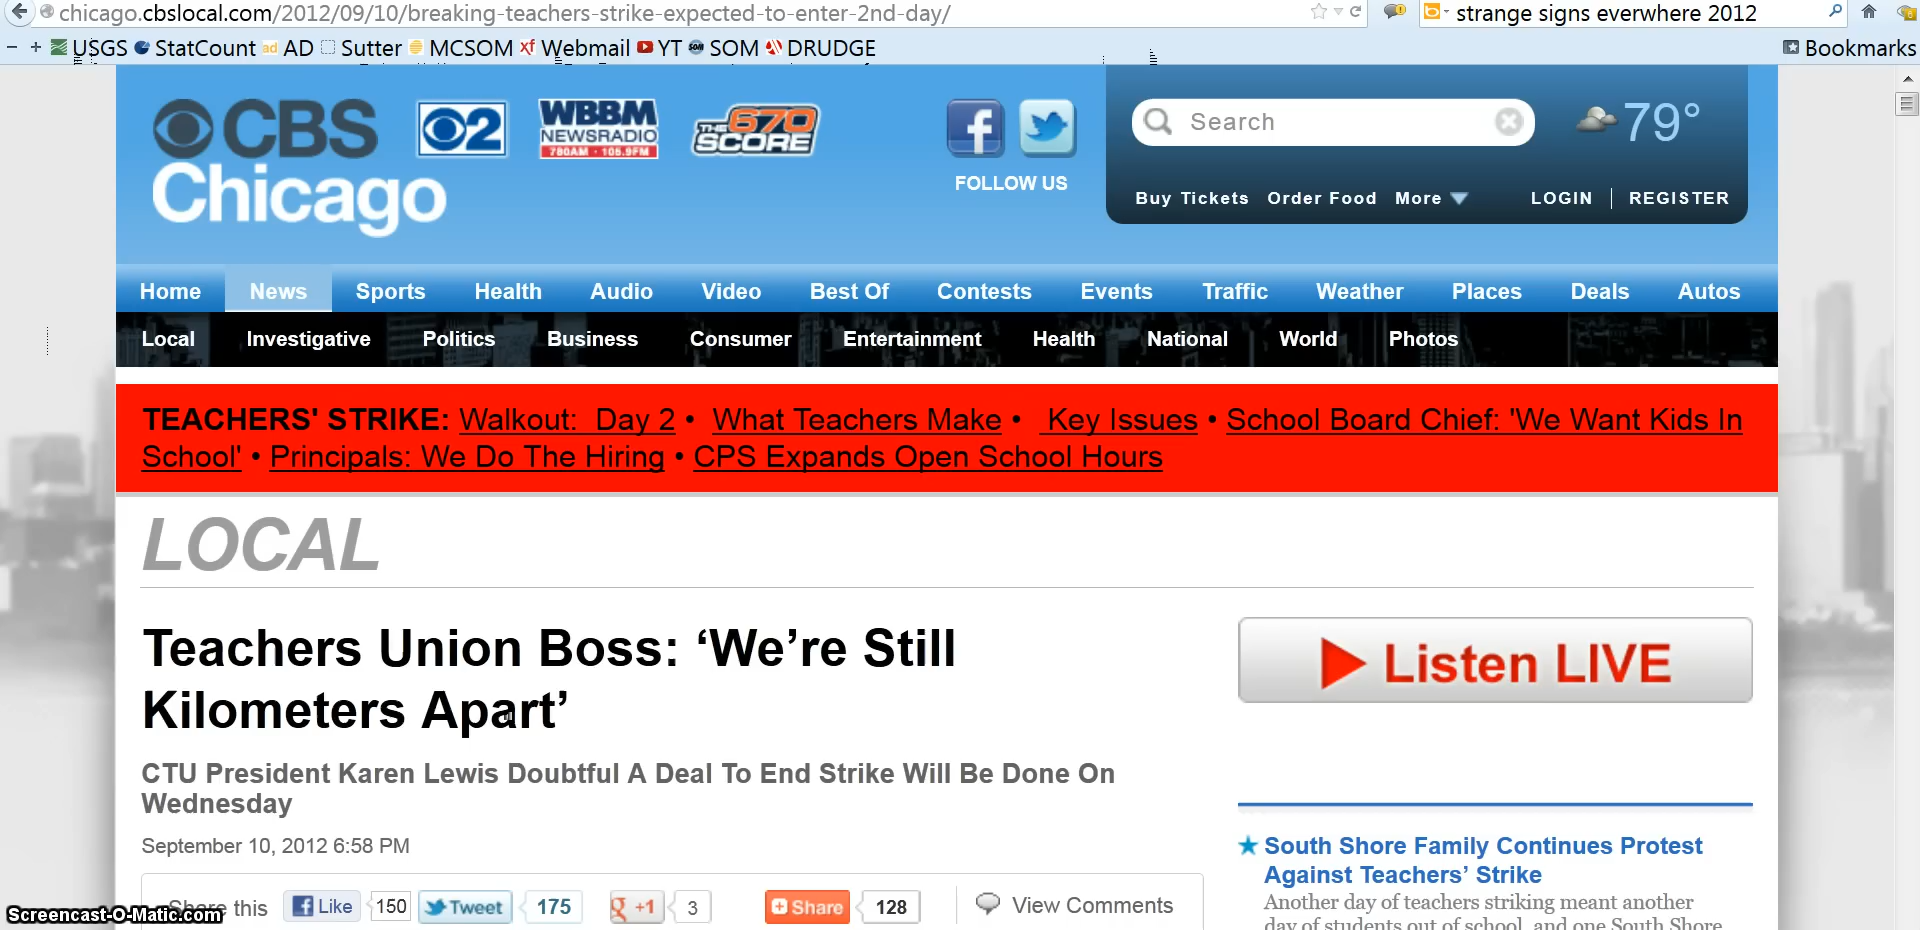 chicago.cbslocal.com/2012/09/10/breaking-teachers-strike-expected-to-enter-2nd-day/
strange signs everwhere 2012
USGS StatCount ad AD Sutter MCSOM xf Webmail YT SOM SOM DRUDGE
Bookmarks
CBS
Chicago
2
WBBM
NEWSRADIO
780AM · 105.9FM
THE 670
SCORE
FOLLOW US
Search
79°
Buy Tickets Order Food More LOGIN REGISTER
Home News Sports Health Audio Video Best Of Contests Events Traffic Weather Places Deals Autos
Local Investigative Politics Business Consumer Entertainment Health National World Photos
TEACHERS' STRIKE: Walkout: Day 2 • What Teachers Make • Key Issues • School Board Chief: 'We Want Kids In
School' • Principals: We Do The Hiring • CPS Expands Open School Hours
LOCAL
Teachers Union Boss: ‘We’re Still
Kilometers Apart’
CTU President Karen Lewis Doubtful A Deal To End Strike Will Be Done On
Wednesday
September 10, 2012 6:58 PM
Share this Like 150 Tweet 175 g +1 3 Share 128 View Comments
Listen LIVE
South Shore Family Continues Protest
Against Teachers’ Strike
Another day of teachers striking meant another
day of students out of school, and one South Shore
Screencast-O-Matic.com